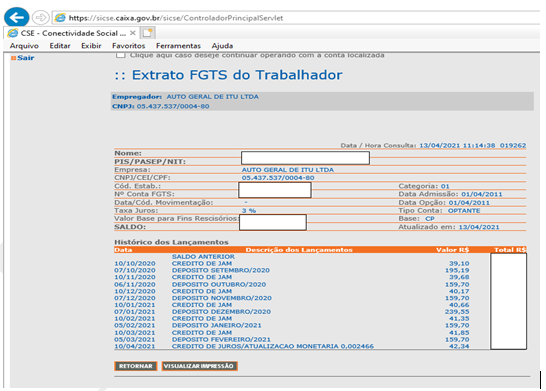 https://sicse.caixa.gov.br/sicse/ControladorPrincipalServlet
CSE - Conectividade Social ...
Arquivo Editar Exibir Favoritos Ferramentas Ajuda
Sair
Clique aqui caso deseje continuar operando com a conta localizada
:: Extrato FGTS do Trabalhador
Empregador: AUTO GERAL DE ITU LTDA
CNPJ: 05.437.537/0004-80
Data / Hora Consulta: 13/04/2021 11:14:38 019262
Nome:
PIS/PASEP/NIT:
Empresa: AUTO GERAL DE ITU LTDA
CNPJ/CEI/CPF: 05.437.537/0004-80
Cód. Estab.: Categoria: 01
Nº Conta FGTS: Data Admissão: 01/04/2011
Data/Cód. Movimentação: - Data Opção: 01/04/2011
Taxa Juros: 3 % Tipo Conta: OPTANTE
Valor Base para Fins Rescisórios: Base: CP
SALDO: Atualizado em: 13/04/2021
Histórico dos Lançamentos
Data Descrição dos Lançamentos Valor R$ Total R$
SALDO ANTERIOR
10/10/2020 CREDITO DE JAM 39,10
07/10/2020 DEPOSITO SETEMBRO/2020 195,19
10/11/2020 CREDITO DE JAM 39,68
06/11/2020 DEPOSITO OUTUBRO/2020 159,70
10/12/2020 CREDITO DE JAM 40,17
07/12/2020 DEPOSITO NOVEMBRO/2020 159,70
10/01/2021 CREDITO DE JAM 40,66
07/01/2021 DEPOSITO DEZEMBRO/2020 239,55
10/02/2021 CREDITO DE JAM 41,35
05/02/2021 DEPOSITO JANEIRO/2021 159,70
10/03/2021 CREDITO DE JAM 41,85
05/03/2021 DEPOSITO FEVEREIRO/2021 159,70
10/04/2021 CREDITO DE JUROS/ATUALIZACAO MONETARIA 0,002466 42,34
RETORNAR VISUALIZAR IMPRESSÃO